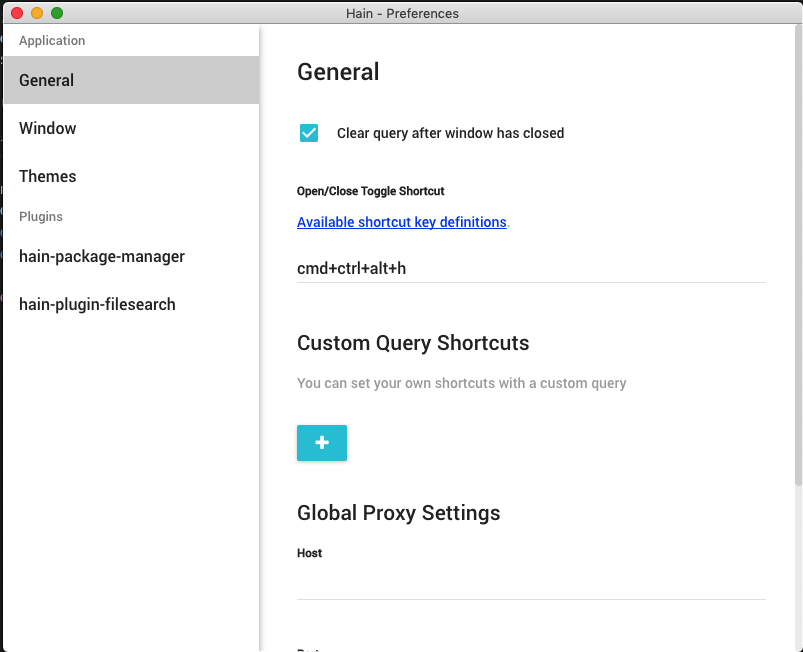 Hain - Preferences
Application
General
Window
Themes
Plugins
hain-package-manager
hain-plugin-filesearch
General
Clear query after window has closed
Open/Close Toggle Shortcut
Available shortcut key definitions.
cmd+ctrl+alt+h
Custom Query Shortcuts
You can set your own shortcuts with a custom query
Global Proxy Settings
Host